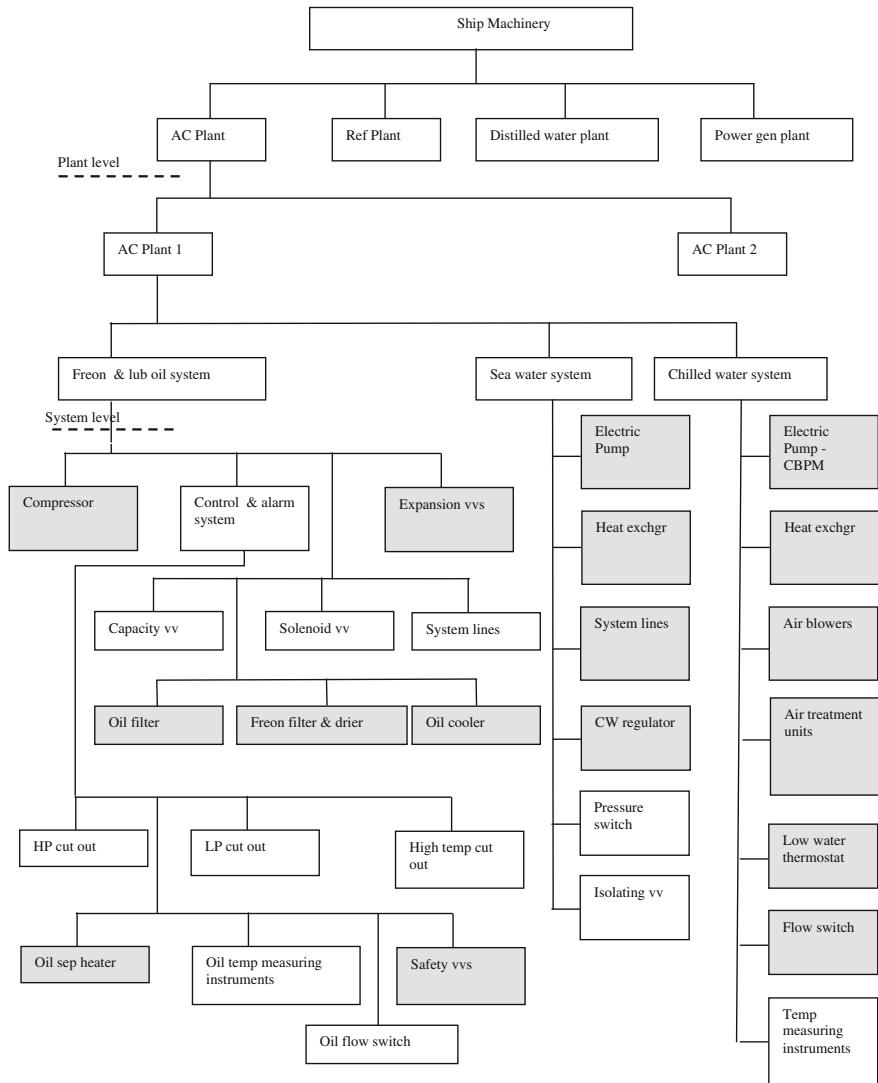 Ship Machinery
AC Plant
Ref Plant
Distilled water plant
Power gen plant
Plant level
AC Plant 1
AC Plant 2
Freon & lub oil system
Sea water system
Chilled water system
System level
Compressor
Control & alarm
system
Expansion vvs
Capacity vv
Solenoid vv
System lines
Oil filter
Freon filter & drier
Oil cooler
HP cut out
LP cut out
High temp cut
out
Oil sep heater
Oil temp measuring
instruments
Safety vvs
Oil flow switch
Electric
Pump
Heat exchgr
System lines
CW regulator
Pressure
switch
Isolating vv
Electric
Pump -
CBPM
Heat exchgr
Air blowers
Air treatment
units
Low water
thermostat
Flow switch
Temp
measuring
instruments